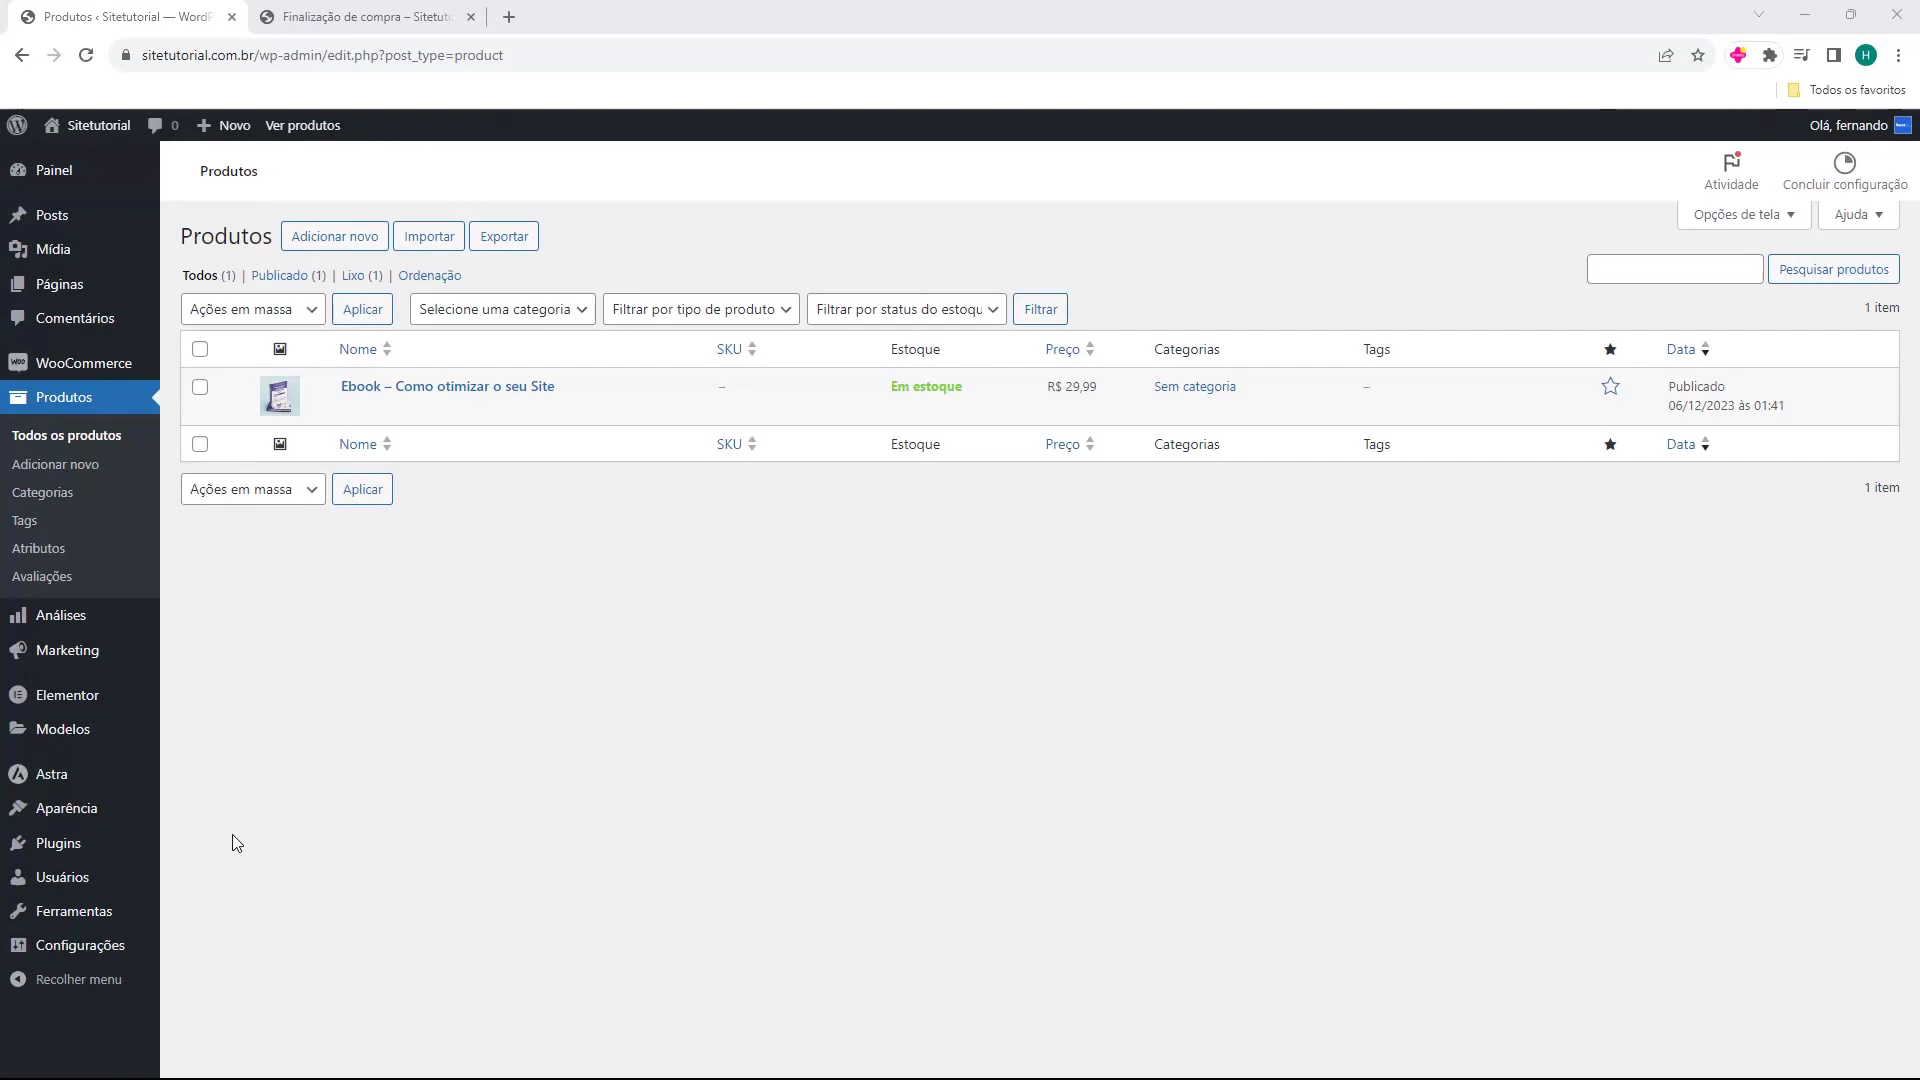 Produtos ‹ Sitetutorial — WordP
Finalização de compra – Sitetuto
sitetutorial.com.br/wp-admin/edit.php?post_type=product
H
Todos os favoritos
Sitetutorial
0
Novo
Ver produtos
Olá, fernando
Painel
Posts
Mídia
Páginas
Comentários
WooCommerce
Produtos
Todos os produtos
Adicionar novo
Categorias
Tags
Atributos
Avaliações
Análises
Marketing
Elementor
Modelos
Astra
Aparência
Plugins
Usuários
Ferramentas
Configurações
Recolher menu
Produtos
Atividade
Concluir configuração
Opções de tela
Ajuda
Produtos
Adicionar novo
Importar
Exportar
Todos (1) | Publicado (1) | Lixo (1) | Ordenação
Pesquisar produtos
Ações em massa
Aplicar
Selecione uma categoria
Filtrar por tipo de produto
Filtrar por status do estoqu
Filtrar
1 item
Nome SKU Estoque Preço Categorias Tags Data
Ebook – Como otimizar o seu Site – Em estoque R$ 29,99 Sem categoria – Publicado
06/12/2023 às 01:41
Nome SKU Estoque Preço Categorias Tags Data
Ações em massa
Aplicar
1 item